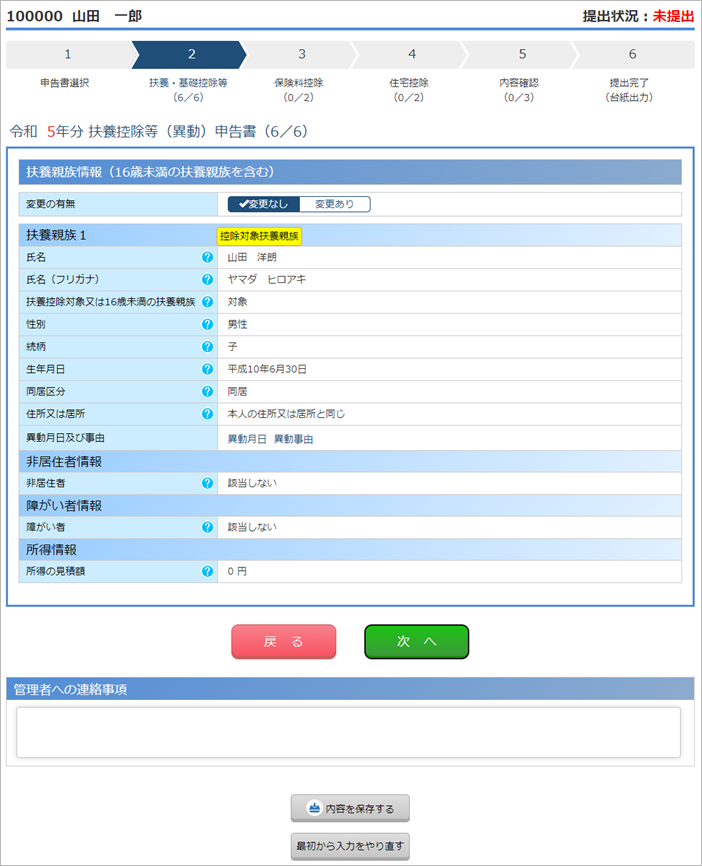 100000 山田 一郎 提出状況：未提出
1 2 3 4 5 6
申告書選択 扶養・基礎控除等 保険料控除 住宅控除 内容確認 提出完了
（6／6） （0／2） （0／2） （0／3） （台紙出力）
令和 5年分 扶養控除等（異動）申告書（6／6）
扶養親族情報（16歳未満の扶養親族を含む）
変更の有無 ✔変更なし 変更あり
扶養親族１ 控除対象扶養親族
氏名 ? 山田 洋朗
氏名（フリガナ） ? ヤマダ ヒロアキ
扶養控除対象又は16歳未満の扶養親族 ? 対象
性別 ? 男性
続柄 ? 子
生年月日 ? 平成10年6月30日
同居区分 ? 同居
住所又は居所 ? 本人の住所又は居所と同じ
異動月日及び事由 異動月日 異動事由
非居住者情報
非居住者 ? 該当しない
障がい者情報
障がい者 ? 該当しない
所得情報
所得の見積額 ? 0 円
戻 る 次 へ
管理者への連絡事項
内容を保存する
最初から入力をやり直す